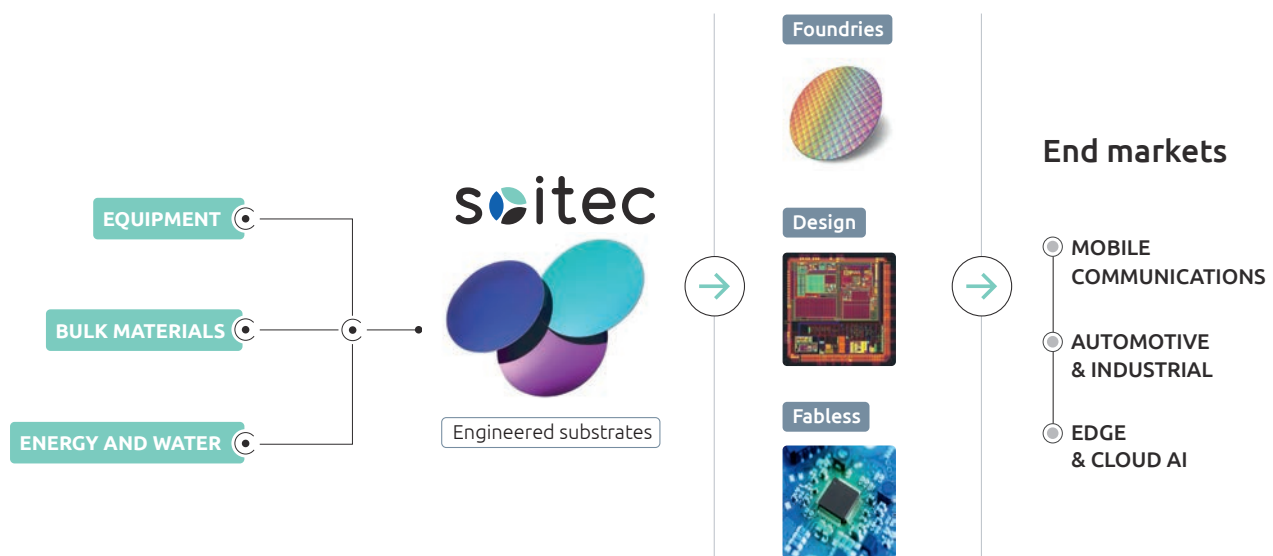 EQUIPMENT
BULK MATERIALS
ENERGY AND WATER
soitec
Engineered substrates
Foundries
Design
Fabless
End markets
MOBILE
COMMUNICATIONS
AUTOMOTIVE
& INDUSTRIAL
EDGE
& CLOUD AI